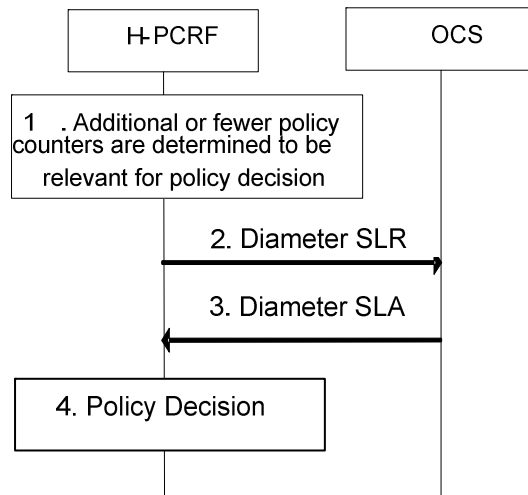 H-PCRF
OCS
1 . Additional or fewer policy
counters are determined to be
relevant for policy decision
2. Diameter SLR
3. Diameter SLA
4. Policy Decision